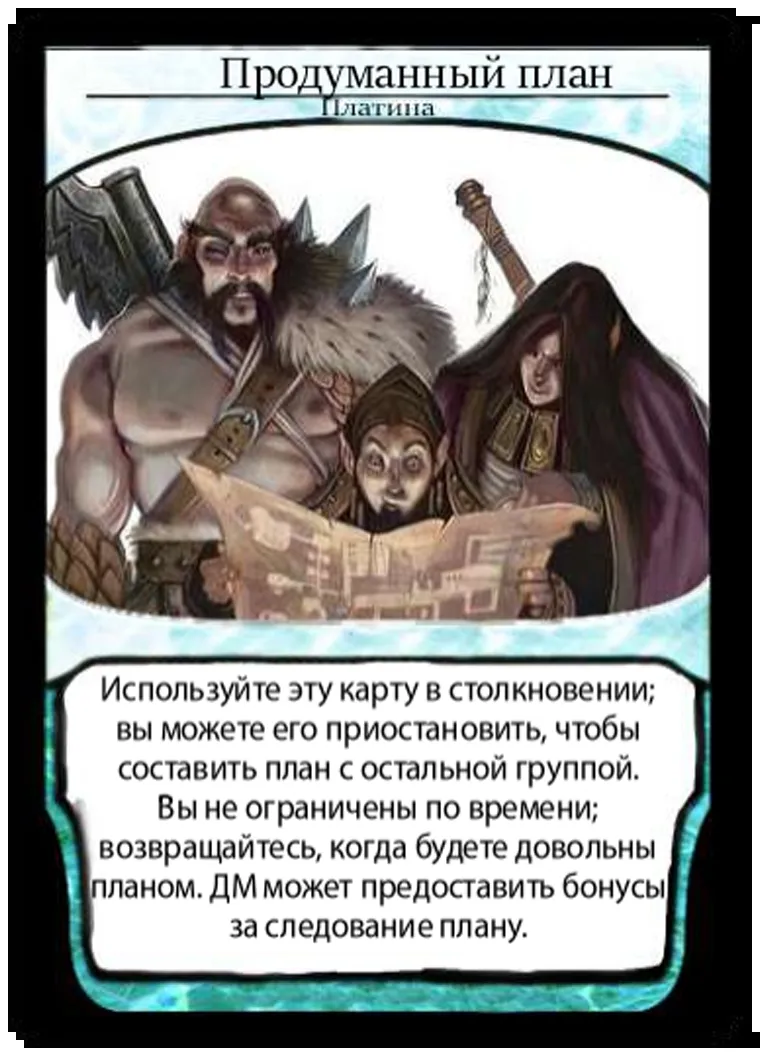 Продуманный план
Платина
Используйте эту карту в столкновении;
вы можете его приостановить, чтобы
составить план с остальной группой.
Вы не ограничены по времени;
возвращайтесь, когда будете довольны
планом. ДМ может предоставить бонусы
за следование плану.